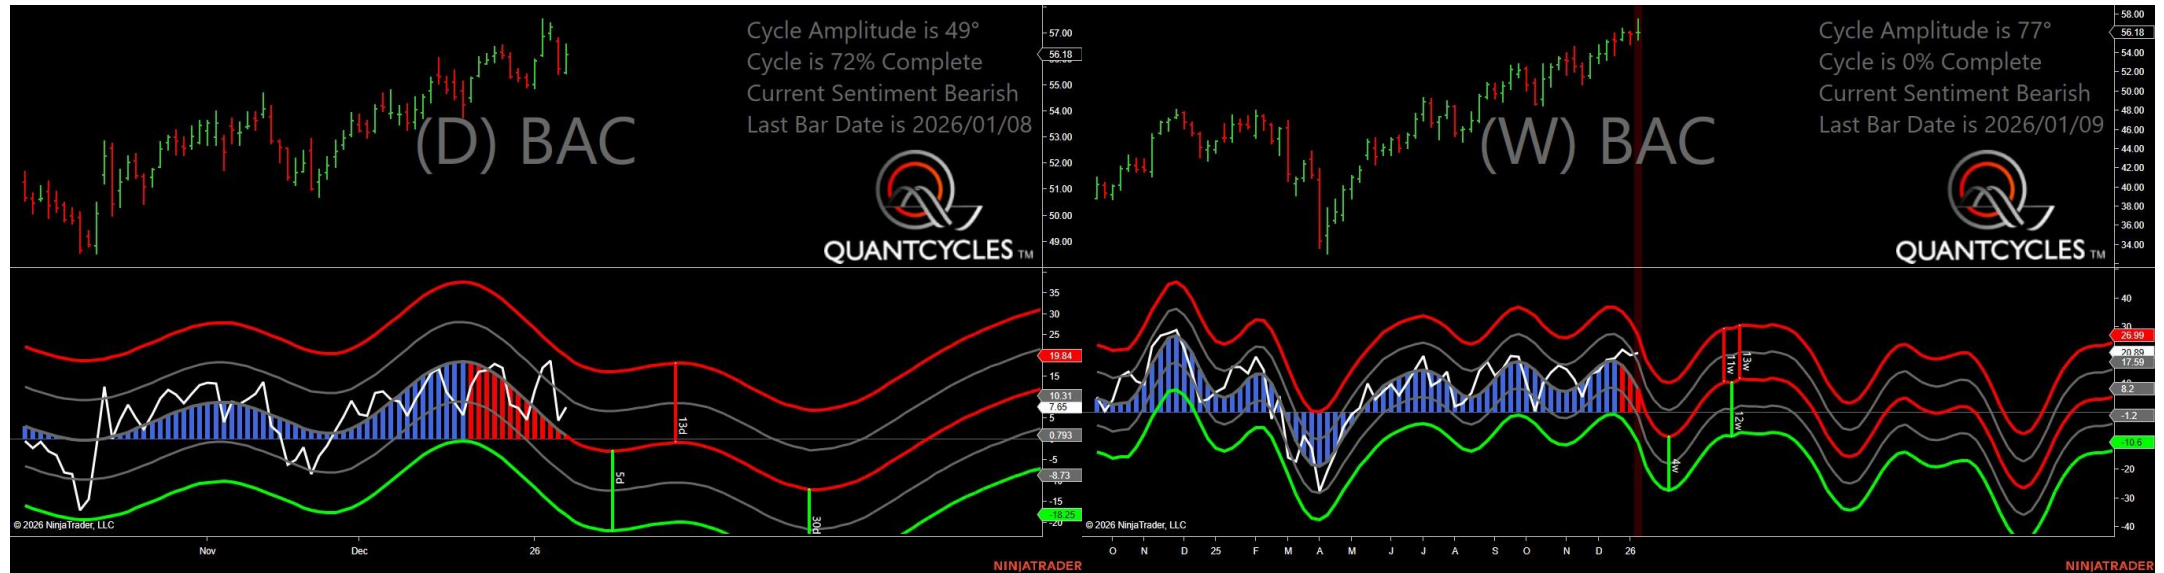 Cycle Amplitude is 49°
Cycle is 72% Complete
Current Sentiment Bearish
Last Bar Date is 2026/01/08
(D) BAC
QUANTCYCLES TM
57.00
56.18
55.00
54.00
53.00
52.00
51.00
50.00
49.00
35
30
25
19.84
15
10.31
7.65
5
0.793
-5
-8.73
-15
-18.25
-20
13d
5d
30d
© 2026 NinjaTrader, LLC
Nov
Dec
26
NINJATRADER
Cycle Amplitude is 77°
Cycle is 0% Complete
Current Sentiment Bearish
Last Bar Date is 2026/01/09
(W) BAC
QUANTCYCLES TM
58.00
56.18
54.00
52.00
50.00
48.00
46.00
44.00
42.00
40.00
38.00
36.00
34.00
40
30
26.99
20.89
17.59
8.2
-1.2
-10.6
-20
-30
-40
11w
13w
12w
4w
© 2026 NinjaTrader, LLC
O N D 25 F M A M J J A S O N D 26
NINJATRADER